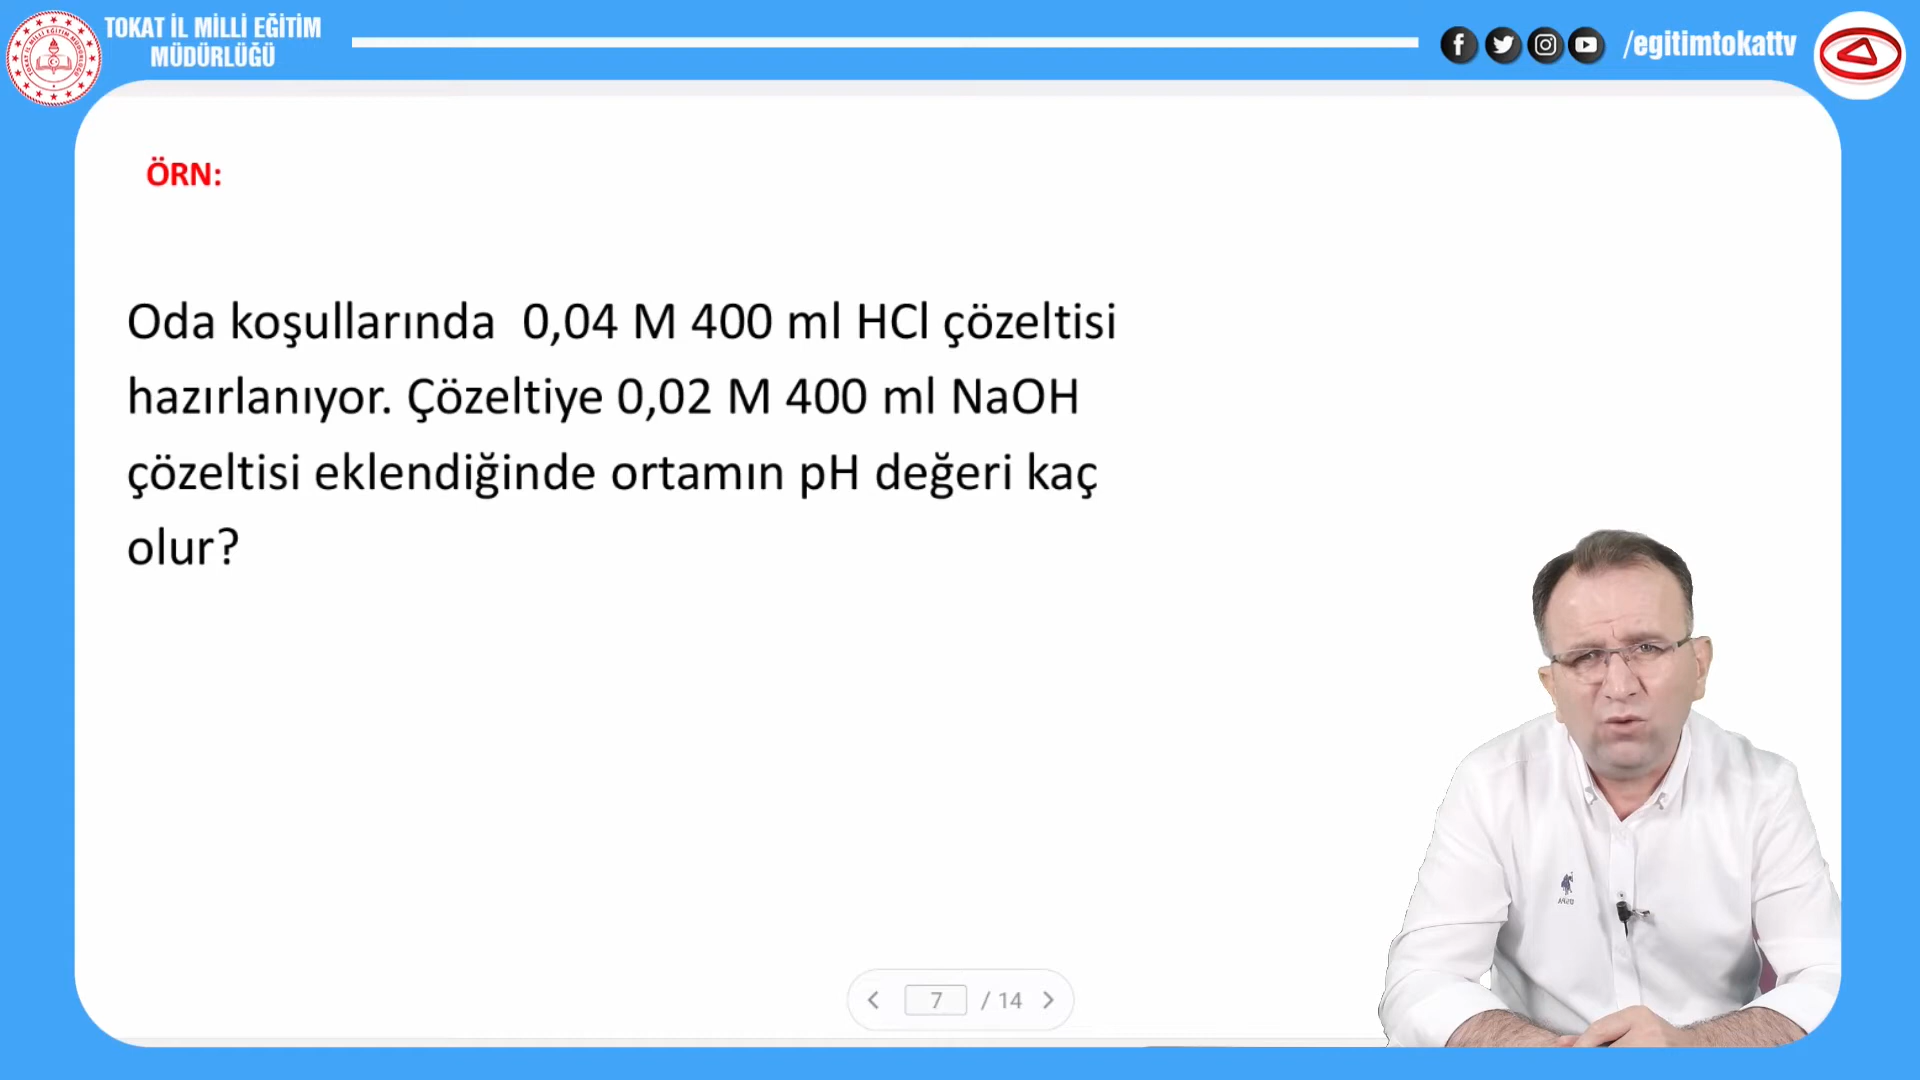 TOKAT İL MİLLİ EĞİTİM
MÜDÜRLÜĞÜ
/egitimtokattv
ÖRN:
Oda koşullarında 0,04 M 400 ml HCl çözeltisi
hazırlanıyor. Çözeltiye 0,02 M 400 ml NaOH
çözeltisi eklendiğinde ortamın pH değeri kaç
olur?
7 / 14